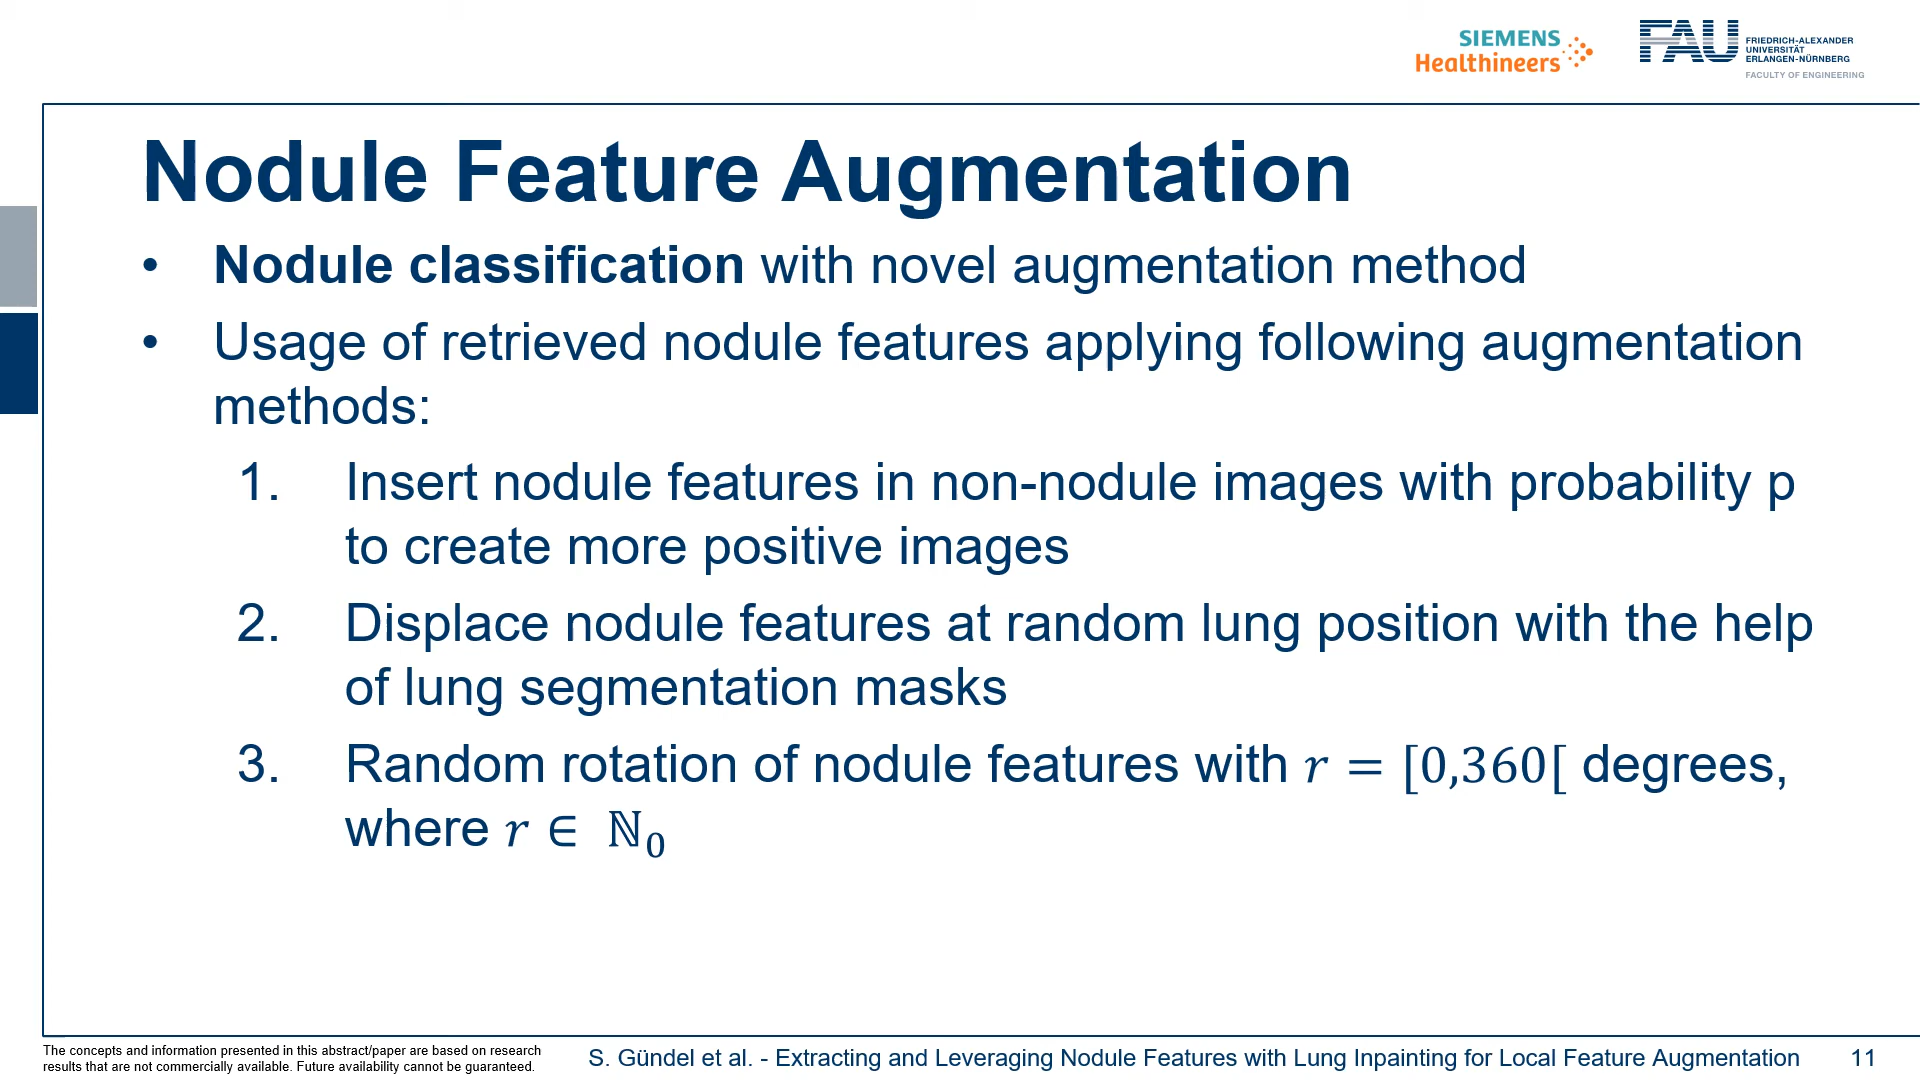 SIEMENS
Healthineers
FAU
FRIEDRICH-ALEXANDER
UNIVERSITÄT
ERLANGEN-NÜRNBERG
FACULTY OF ENGINEERING
Nodule Feature Augmentation
• Nodule classification with novel augmentation method
• Usage of retrieved nodule features applying following augmentation
methods:
1. Insert nodule features in non-nodule images with probability p
to create more positive images
2. Displace nodule features at random lung position with the help
of lung segmentation masks
3. Random rotation of nodule features with r = [0,360[ degrees,
where r ∈ ℕ₀
The concepts and information presented in this abstract/paper are based on research
results that are not commercially available. Future availability cannot be guaranteed.
S. Gündel et al. - Extracting and Leveraging Nodule Features with Lung Inpainting for Local Feature Augmentation
11